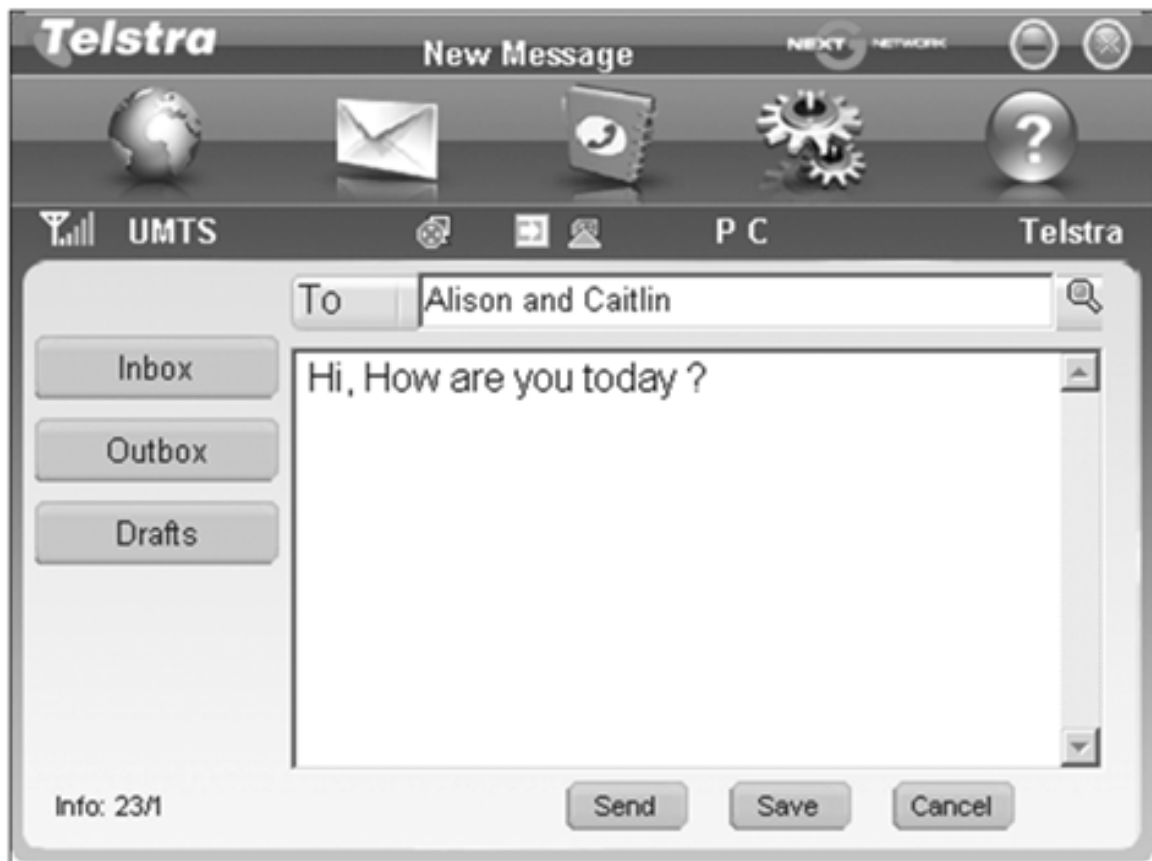 Telstra
New Message
NEXT G NETWORK
?
UMTS
P C
Telstra
To
Alison and Caitlin
Inbox
Outbox
Drafts
Hi, How are you today ?
Info: 23/1
Send
Save
Cancel